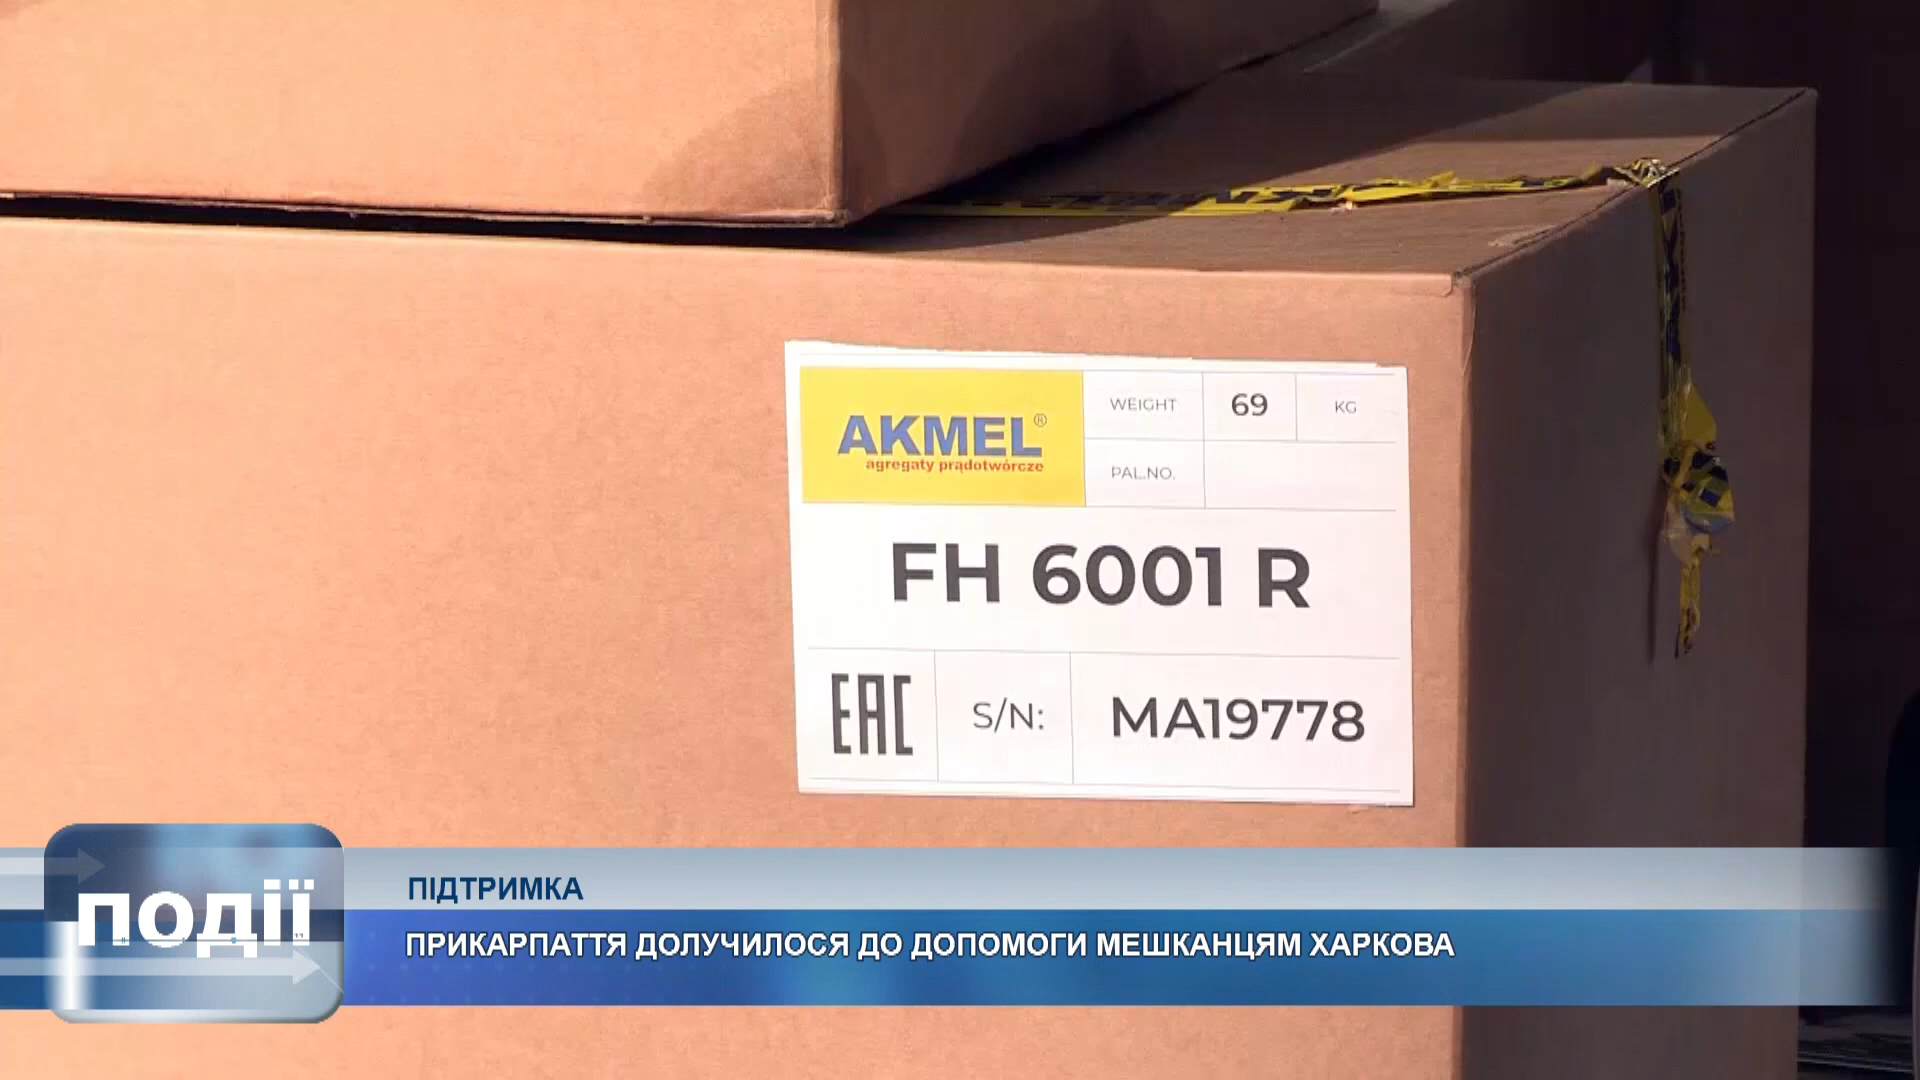 AKMEL®
agregaty prądotwórcze
WEIGHT 69 KG
PAL.NO.
FH 6001 R
EAC S/N: MA19778
події
ПІДТРИМКА
ПРИКАРПАТТЯ ДОЛУЧИЛОСЯ ДО ДОПОМОГИ МЕШКАНЦЯМ ХАРКОВА